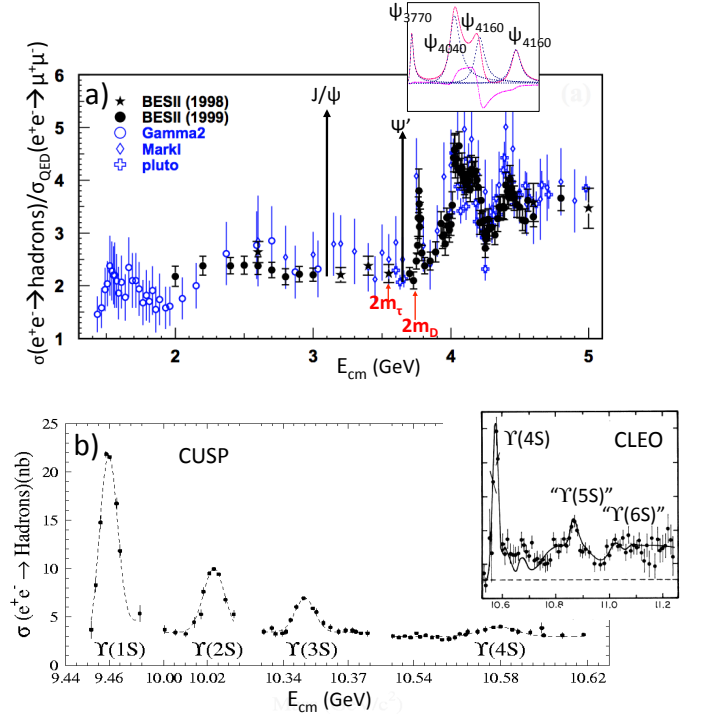 ψ3770
ψ4040
ψ4160
ψ4160
σ(e⁺e⁻→hadrons)/σQED(e⁺e⁻→μ⁺μ⁻)
6
5
4
3
2
1
a)
(a)
BESII (1998)
BESII (1999)
Gamma2
MarkI
pluto
J/ψ
ψ'
2mτ
2mD
2 3 4 5
Ecm (GeV)
σ (e⁺e⁻ → Hadrons)(nb)
25
20
15
10
5
0
b)
CUSP
ϒ(1S) ϒ(2S) ϒ(3S) ϒ(4S)
9.44 9.46 10.00 10.02 10.34 10.37 10.54 10.58 10.62
Ecm (GeV)
ϒ(4S)
CLEO
“ϒ(5S)”
“ϒ(6S)”
10.6 10.8 11.0 11.2